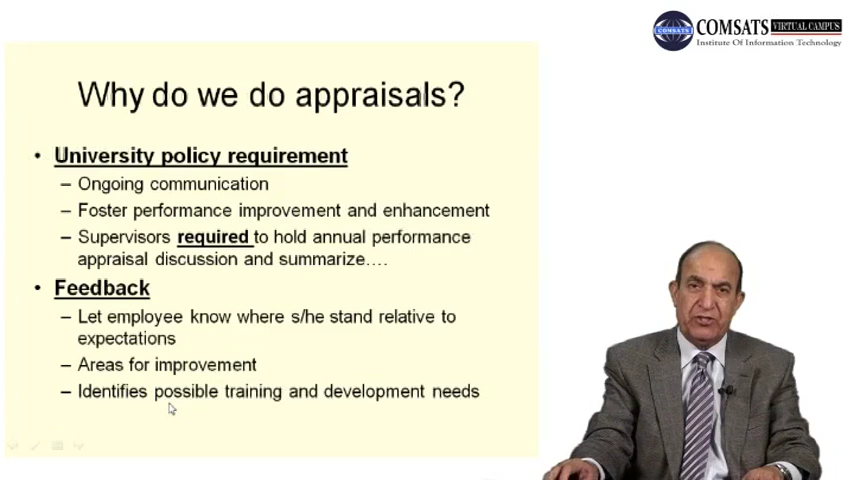 COMSATS
COMSATS VIRTUAL CAMPUS
Institute Of Information Technology
Why do we do appraisals?
• University policy requirement
– Ongoing communication
– Foster performance improvement and enhancement
– Supervisors required to hold annual performance
appraisal discussion and summarize….
• Feedback
– Let employee know where s/he stand relative to
expectations
– Areas for improvement
– Identifies possible training and development needs